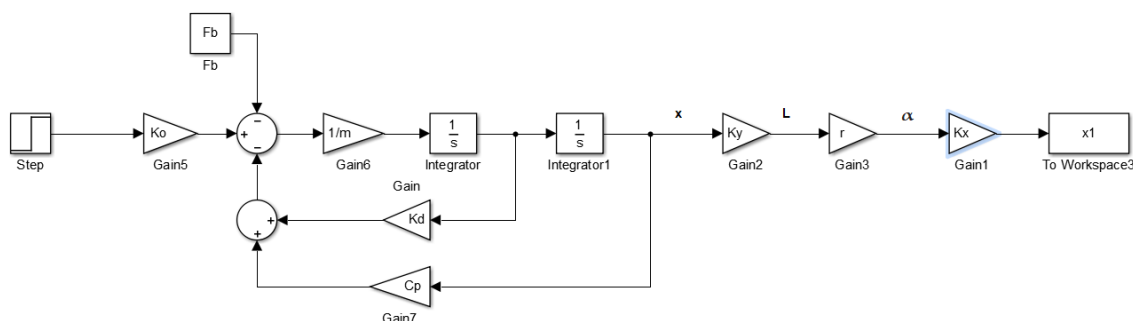 Fb
Fb
x
L
α
Ko
+
−
−
1/m
1
s
1
s
Ky
r
Kx
x1
Step
Gain5
Gain6
Integrator
Integrator1
Gain2
Gain3
Gain1
To Workspace3
Gain
+
+
Kd
Cp
Gain7